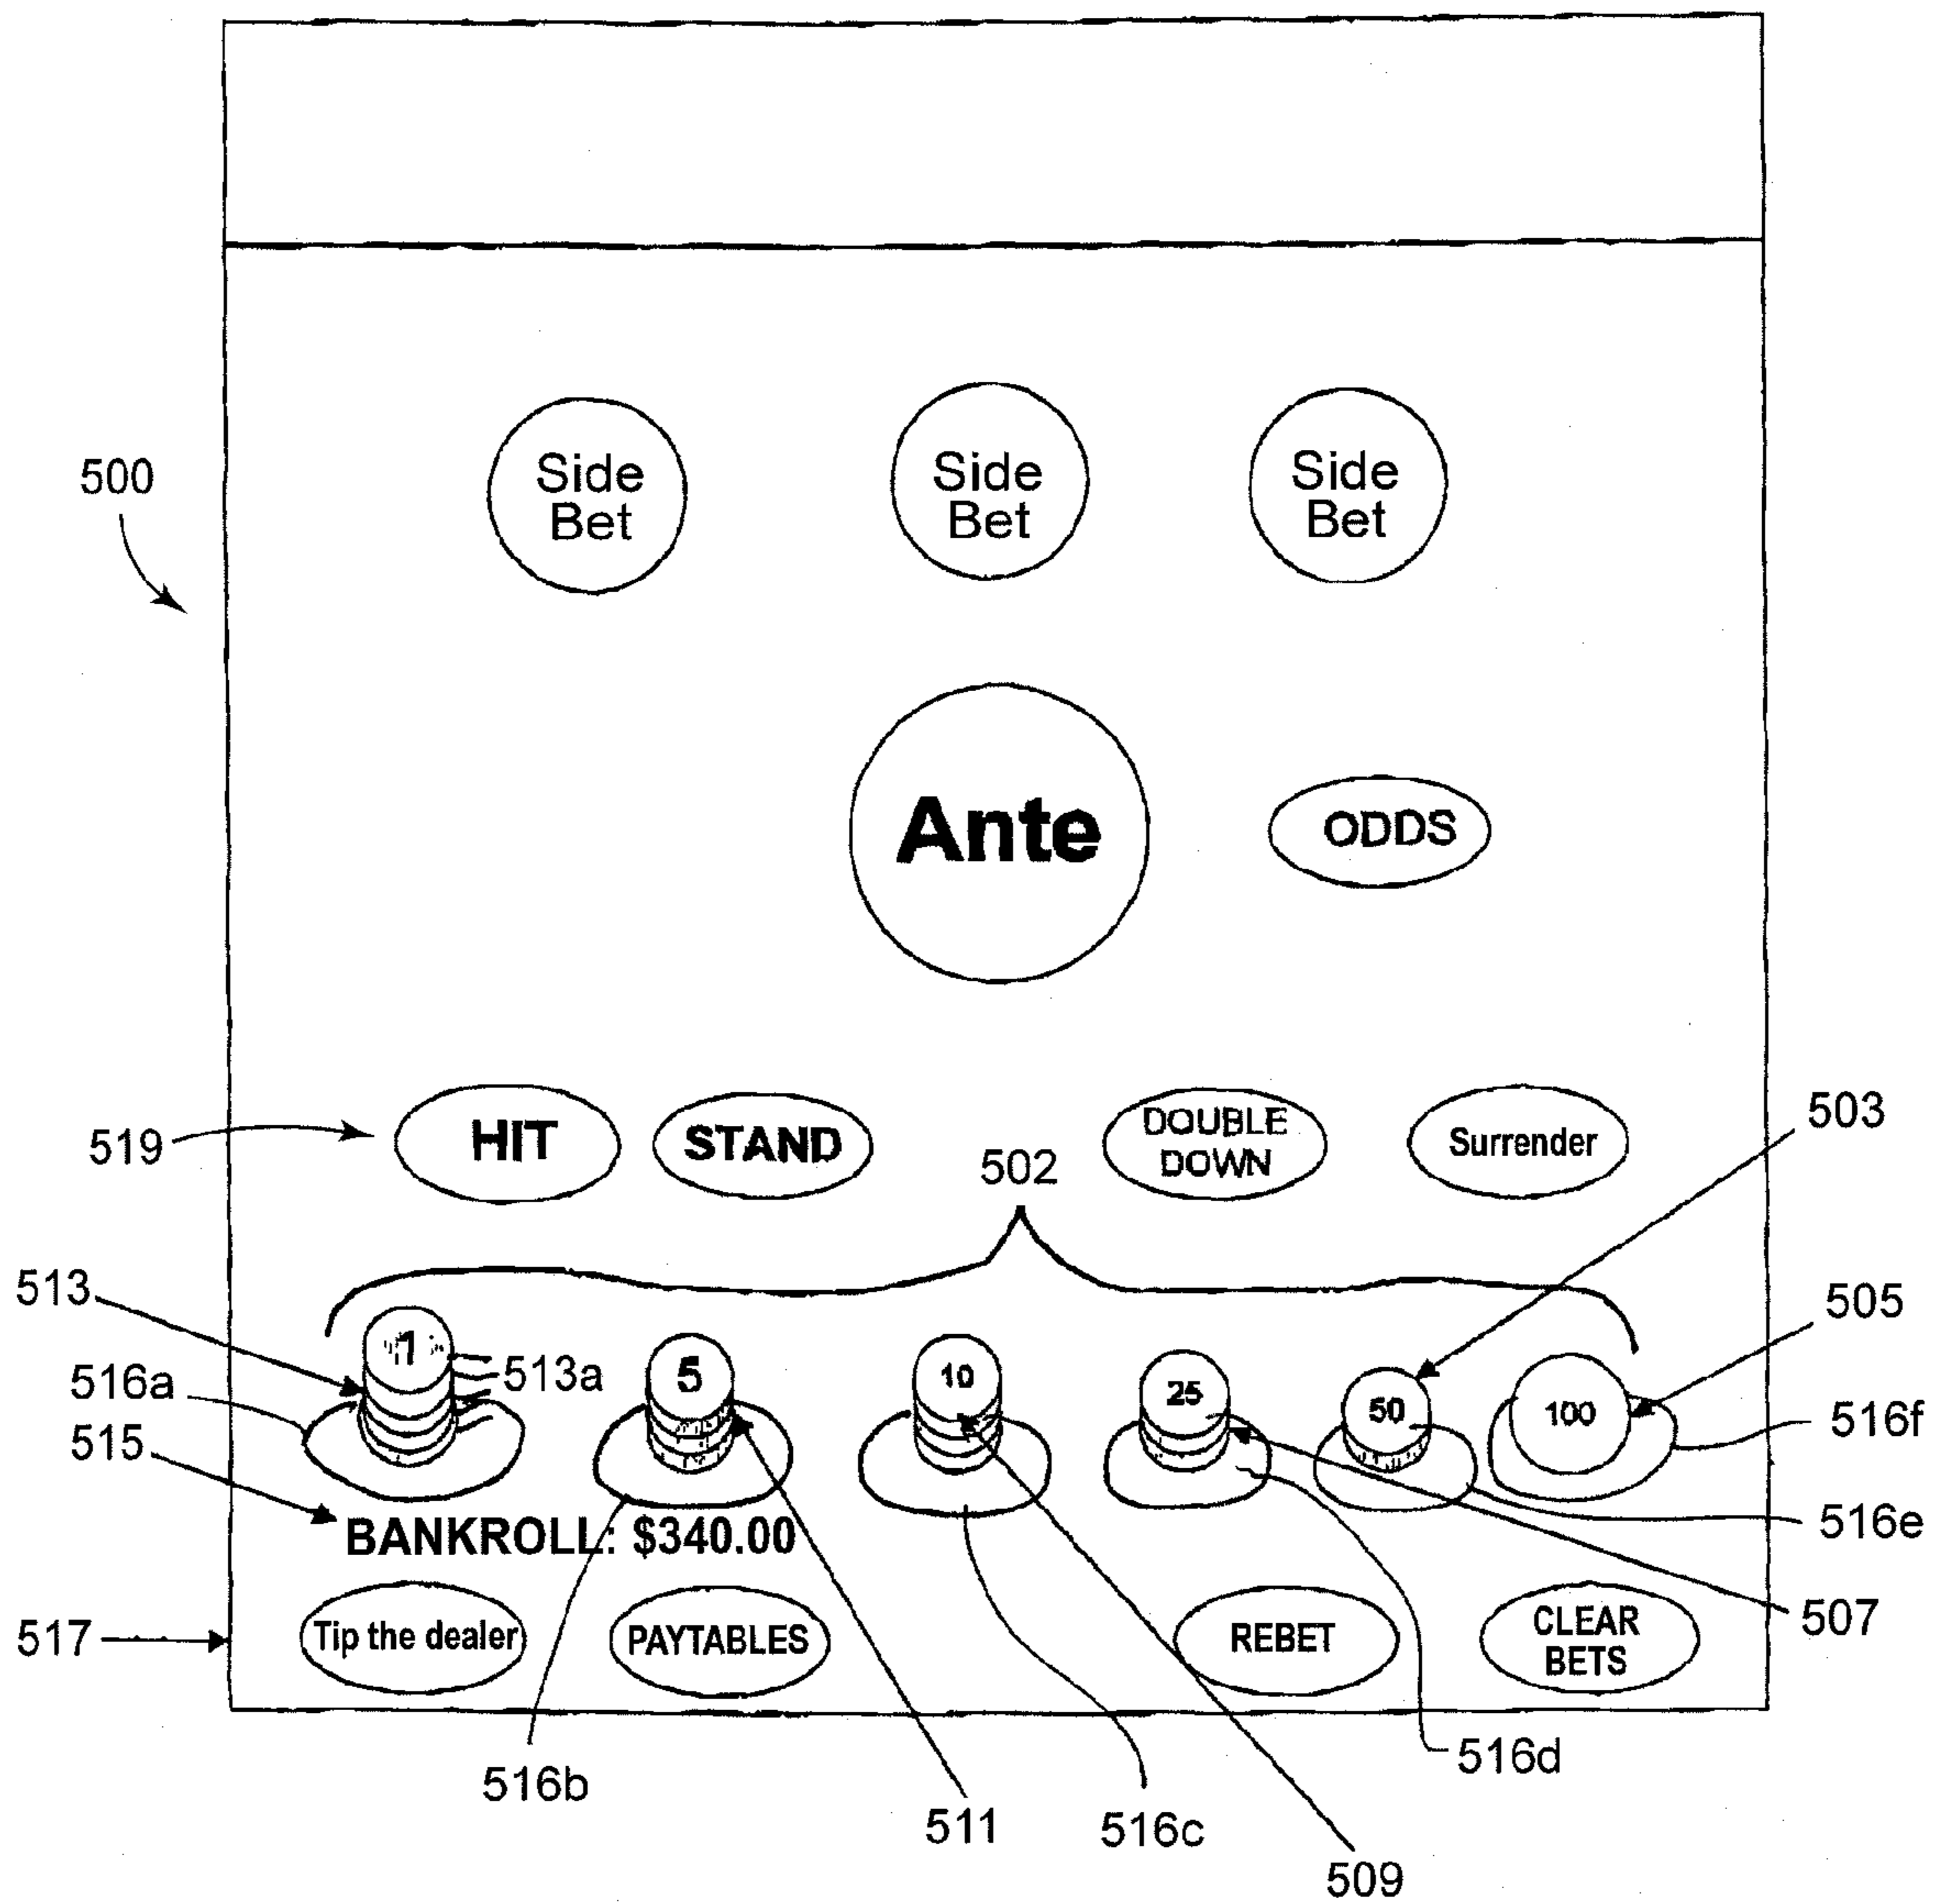 Side
Bet
Side
Bet
Side
Bet
500
Ante
ODDS
519
HIT
STAND
DOUBLE
DOWN
Surrender
503
502
513
505
1
5
10
25
50
100
513a
516a
516f
515
516e
BANKROLL: $340.00
507
517
Tip the dealer
PAYTABLES
REBET
CLEAR
BETS
516b
516d
511
516c
509